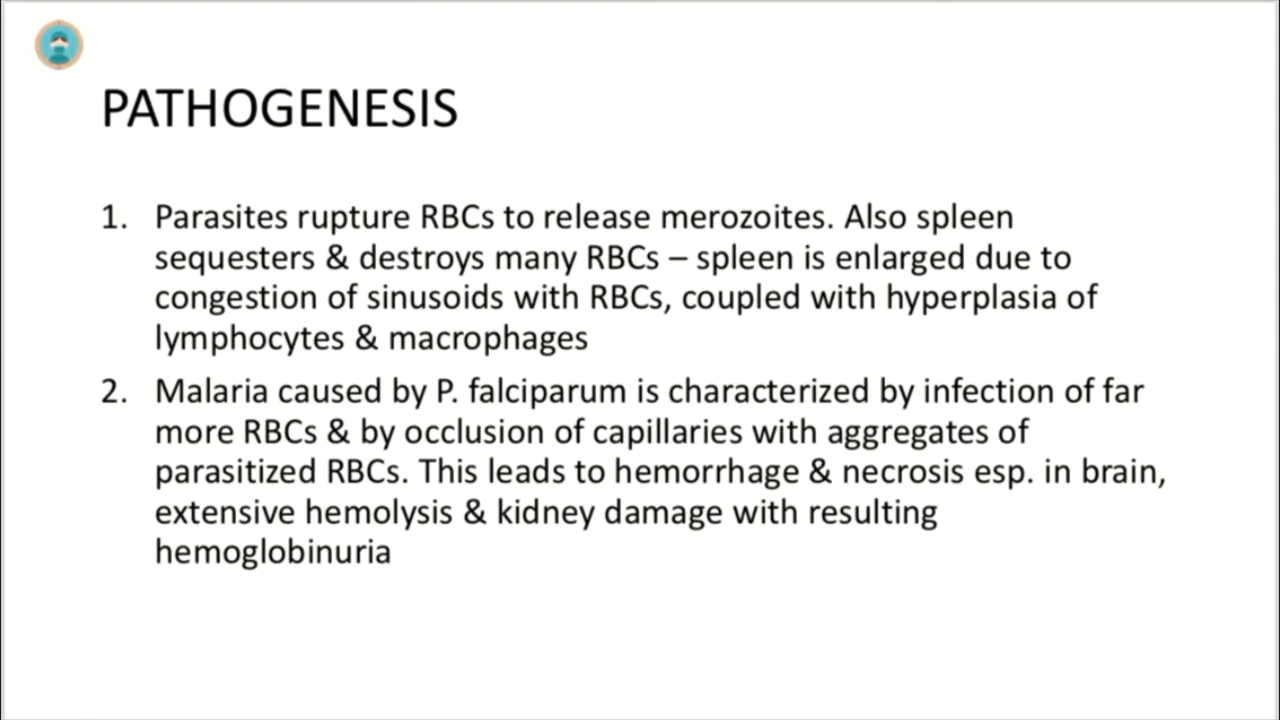 PATHOGENESIS
1. Parasites rupture RBCs to release merozoites. Also spleen
sequesters & destroys many RBCs – spleen is enlarged due to
congestion of sinusoids with RBCs, coupled with hyperplasia of
lymphocytes & macrophages
2. Malaria caused by P. falciparum is characterized by infection of far
more RBCs & by occlusion of capillaries with aggregates of
parasitized RBCs. This leads to hemorrhage & necrosis esp. in brain,
extensive hemolysis & kidney damage with resulting
hemoglobinuria